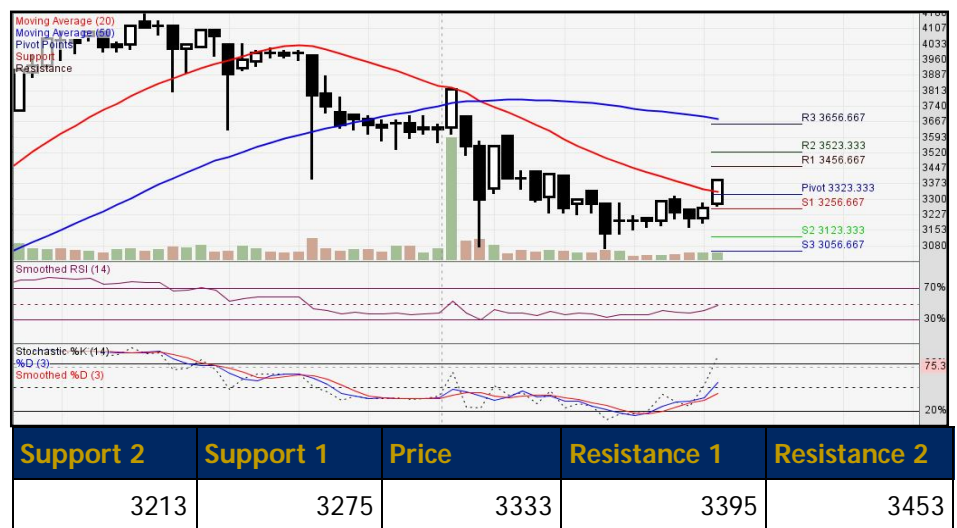 Moving Average (20)
Moving Average (50)
Pivot Points
Support
Resistance
4180
4107
4033
3960
3887
3813
3740
3667
3593
3520
3447
3373
3300
3227
3153
3080
R3 3656.667
R2 3523.333
R1 3456.667
Pivot 3323.333
S1 3256.667
S2 3123.333
S3 3056.667
Smoothed RSI (14)
70%
30%
Stochastic %K (14)
%D (3)
Smoothed %D (3)
75.3
20%
Support 2 Support 1 Price Resistance 1 Resistance 2
3213 3275 3333 3395 3453